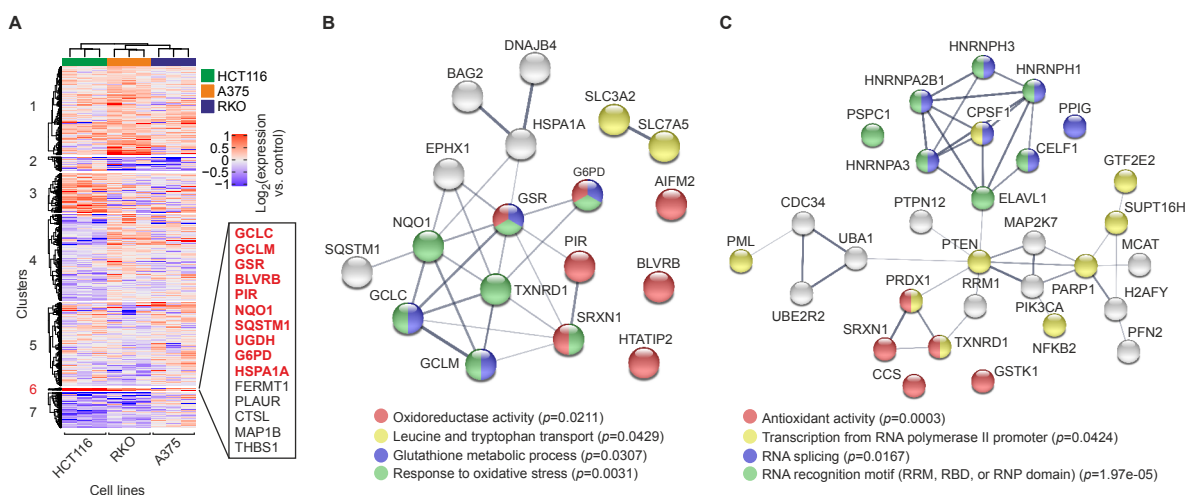 A
HCT116
A375
RKO
1
0.5
0
−0.5
−1
Log2(expression
vs. control)
Clusters
1
2
3
4
5
6
7
GCLC
GCLM
GSR
BLVRB
PIR
NQO1
SQSTM1
UGDH
G6PD
HSPA1A
FERMT1
PLAUR
CTSL
MAP1B
THBS1
HCT116
RKO
A375
Cell lines
B
DNAJB4
BAG2
HSPA1A
SLC3A2
SLC7A5
EPHX1
G6PD
GSR
AIFM2
NQO1
PIR
SQSTM1
BLVRB
TXNRD1
GCLC
SRXN1
GCLM
HTATIP2
Oxidoreductase activity (p=0.0211)
Leucine and tryptophan transport (p=0.0429)
Glutathione metabolic process (p=0.0307)
Response to oxidative stress (p=0.0031)
C
HNRNPH3
HNRNPA2B1
HNRNPH1
PSPC1
CPSF1
PPIG
HNRNPA3
CELF1
GTF2E2
ELAVL1
CDC34
PTPN12
MAP2K7
SUPT16H
PML
UBA1
PTEN
MCAT
PRDX1
RRM1
PARP1
UBE2R2
PIK3CA
H2AFY
SRXN1
TXNRD1
NFKB2
PFN2
CCS
GSTK1
Antioxidant activity (p=0.0003)
Transcription from RNA polymerase II promoter (p=0.0424)
RNA splicing (p=0.0167)
RNA recognition motif (RRM, RBD, or RNP domain) (p=1.97e-05)